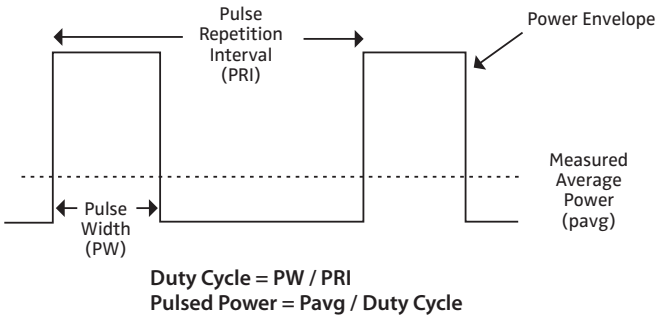 Pulse
Repetition
Interval
(PRI)
Power Envelope
Measured
Average
Power
(pavg)
Pulse
Width
(PW)
Duty Cycle = PW / PRI
Pulsed Power = Pavg / Duty Cycle